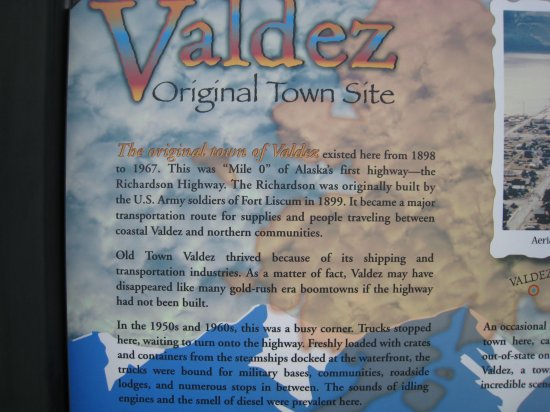 Valdez
Original Town Site
The original town of Valdez existed here from 1898
to 1967. This was “Mile 0” of Alaska’s first highway—the
Richardson Highway. The Richardson was originally built by
the U.S. Army soldiers of Fort Liscum in 1899. It became a major
transportation route for supplies and people traveling between
coastal Valdez and northern communities.
Old Town Valdez thrived because of its shipping and
transportation industries. As a matter of fact, Valdez may have
disappeared like many gold-rush era boomtowns if the highway
had not been built.
In the 1950s and 1960s, this was a busy corner. Trucks stopped
here, waiting to turn onto the highway. Freshly loaded with crates
and containers from the steamships docked at the waterfront, the
trucks were bound for military bases, communities, roadside
lodges, and numerous stops in between. The sounds of idling
engines and the smell of diesel were prevalent here.
Aeria
VALDEZ
An occasional
town here, ca
out-of-state on
Valdez, a town
incredible scene